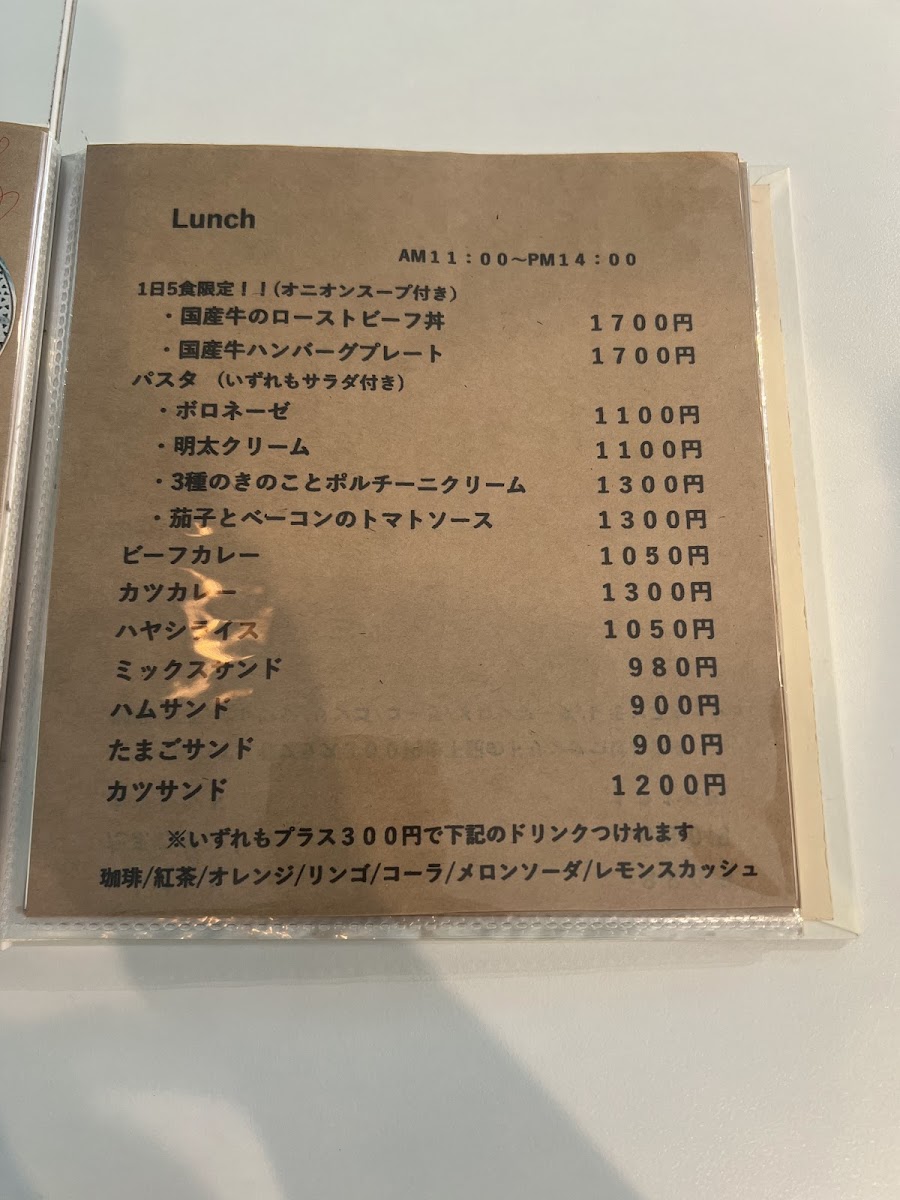 Lunch
AM11:00〜PM14:00
1日5食限定!!(オニオンスープ付き)
・国産牛のローストビーフ丼 1700円
・国産牛ハンバーグプレート 1700円
パスタ (いずれもサラダ付き)
・ボロネーゼ 1100円
・明太クリーム 1100円
・3種のきのことポルチーニクリーム 1300円
・茄子とベーコンのトマトソース 1300円
ビーフカレー 1050円
カツカレー 1300円
ハヤシライス 1050円
ミックスサンド 980円
ハムサンド 900円
たまごサンド 900円
カツサンド 1200円
※いずれもプラス300円で下記のドリンクつけれます
珈琲/紅茶/オレンジ/リンゴ/コーラ/メロンソーダ/レモンスカッシュ